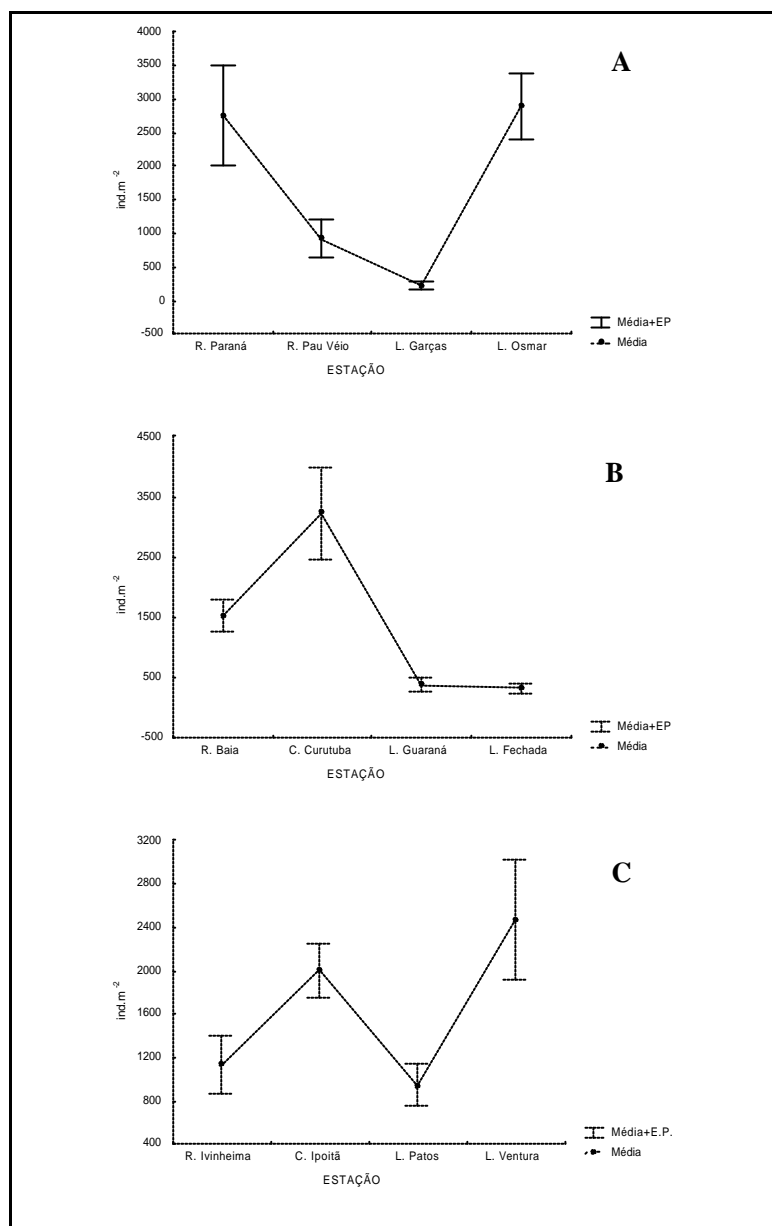 A
4000
3500
3000
2500
2000
1500
1000
500
0
-500
ind.m -2
R. Paraná R. Pau Véio L. Garças L. Osmar
ESTAÇÃO
Média+EP
Média
B
4500
3500
2500
1500
500
-500
ind.m -2
R. Baia C. Curutuba L. Guaraná L. Fechada
ESTAÇÃO
Média+EP
Média
C
3200
2800
2400
2000
1600
1200
800
400
ind.m -2
R. Ivinheima C. Ipoitã L. Patos L. Ventura
ESTAÇÃO
Média+E.P.
Média